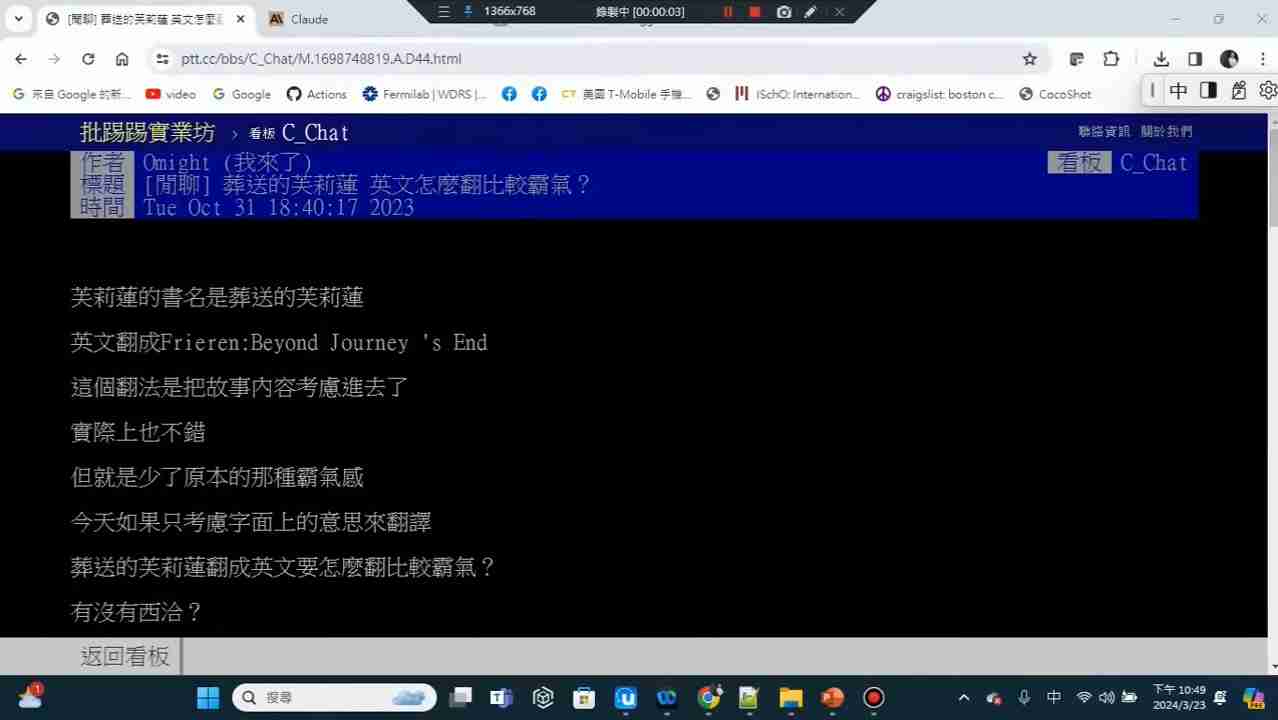 [閒聊] 葬送的芙莉蓮 英文怎麼
Claude
1366x768
錄製中 [00:00:03]
ptt.cc/bbs/C_Chat/M.1698748819.A.D44.html
來自 Google 的新...
video
Google
Actions
Fermilab | WDRS |...
CT 美國 T-Mobile 手機...
ISchO: Internation...
craigslist: boston c...
CocoShot
中
批踢踢實業坊 › 看板 C_Chat
聯絡資訊 關於我們
作者 Omight (我來了)
看板 C_Chat
標題 [閒聊] 葬送的芙莉蓮 英文怎麼翻比較霸氣？
時間 Tue Oct 31 18:40:17 2023
芙莉蓮的書名是葬送的芙莉蓮
英文翻成Frieren:Beyond Journey 's End
這個翻法是把故事內容考慮進去了
實際上也不錯
但就是少了原本的那種霸氣感
今天如果只考慮字面上的意思來翻譯
葬送的芙莉蓮翻成英文要怎麼翻比較霸氣？
有沒有西洽？
返回看板
1
搜尋
中
下午 10:49
2024/3/23